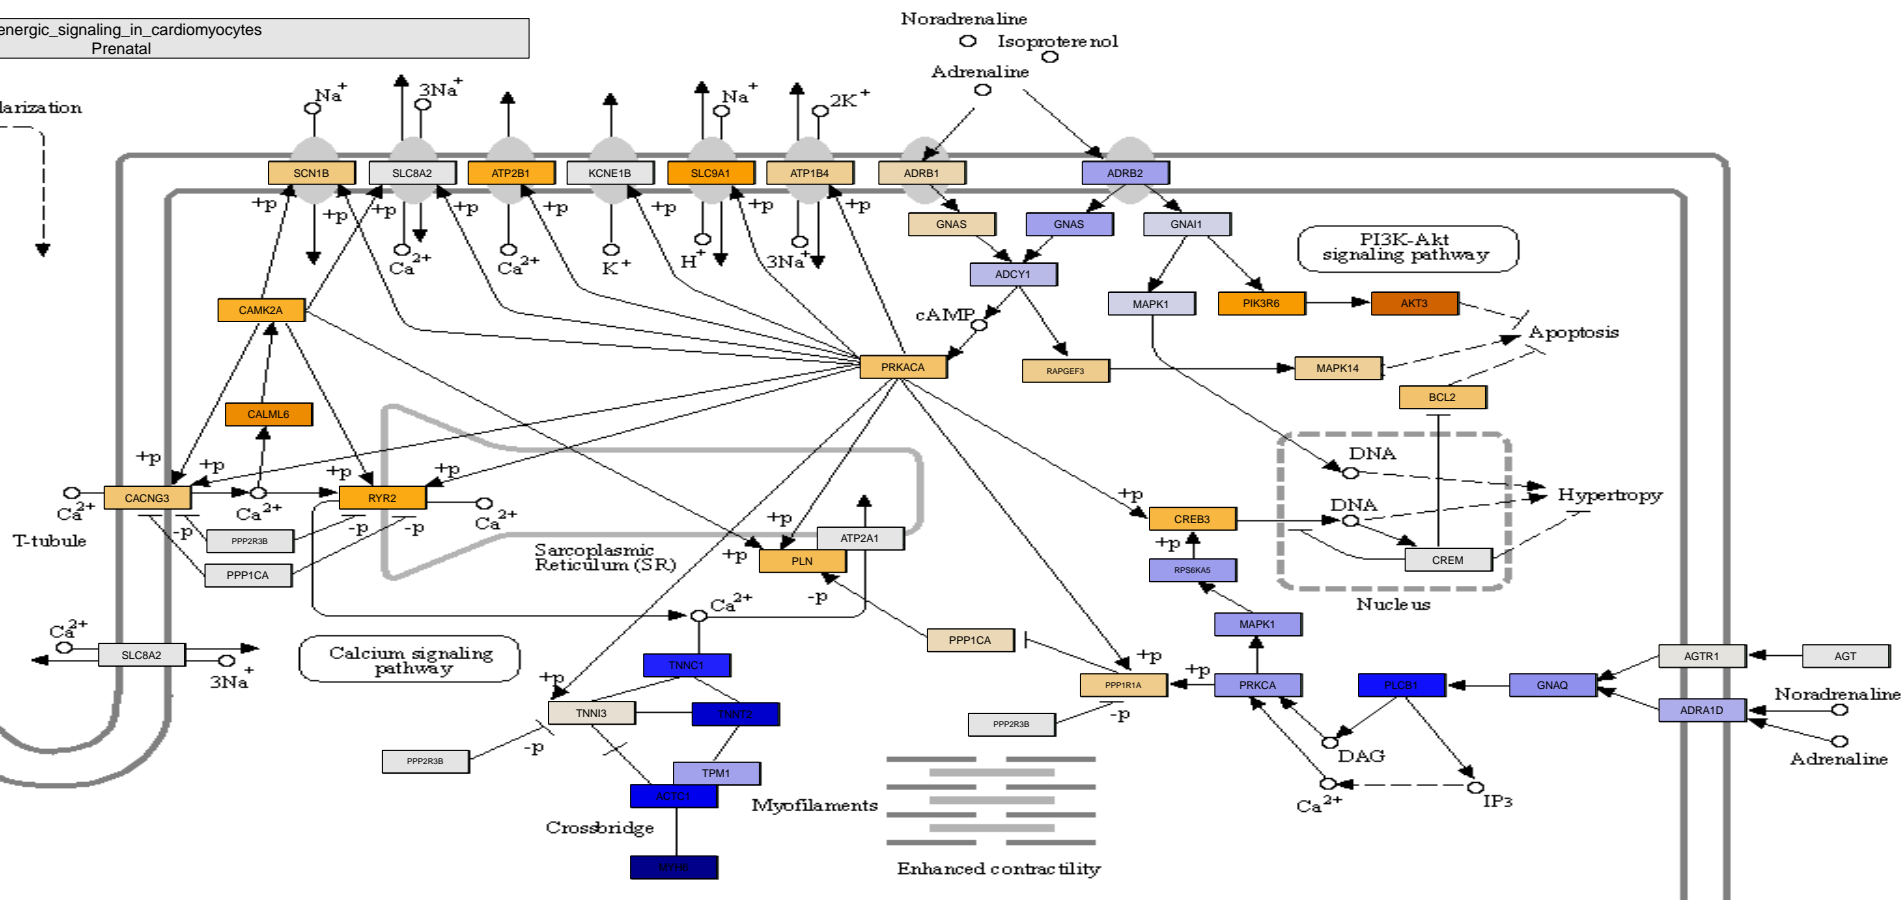 energic_signaling_in_cardiomyocytes
Prenatal
larization
Noradrenaline
Isoproterenol
Adrenaline
Na+
3Na+
Na+
2K+
SCN1B
SLC8A2
ATP2B1
KCNE1B
SLC9A1
ATP1B4
ADRB1
ADRB2
+p
+p
+p
+p
+p
+p
+p
+p
GNAS
GNAS
GNAI1
Ca2+
Ca2+
K+
H+
3Na+
PI3K-Akt
signaling pathway
ADCY1
CAMK2A
MAPK1
PIK3R6
AKT3
cAMP
Apoptosis
PRKACA
RAPGEF3
MAPK14
BCL2
CALML6
+p
+p
+p
+p
DNA
CACNG3
RYR2
+p
Hypertropy
Ca2+
Ca2+
Ca2+
DNA
-p
-p
-p
+p
CREB3
T-tubule
PPP2R3B
ATP2A1
+p
Sarcoplasmic
Reticulum (SR)
+p
PLN
CREM
PPP1CA
RPS6KA5
-p
Nucleus
Ca2+
Ca2+
MAPK1
PPP1CA
SLC8A2
3Na+
Calcium signaling
pathway
TNNC1
+p
+p
+p
AGTR1
AGT
PPP1R1A
PRKCA
PLCB1
GNAQ
Noradrenaline
TNNI3
TNNT2
PPP2R3B
-p
ADRA1D
-p
PPP2R3B
DAG
Adrenaline
TPM1
ACTC1
Myofilaments
Ca2+
IP3
Crossbridge
Enhanced contractility